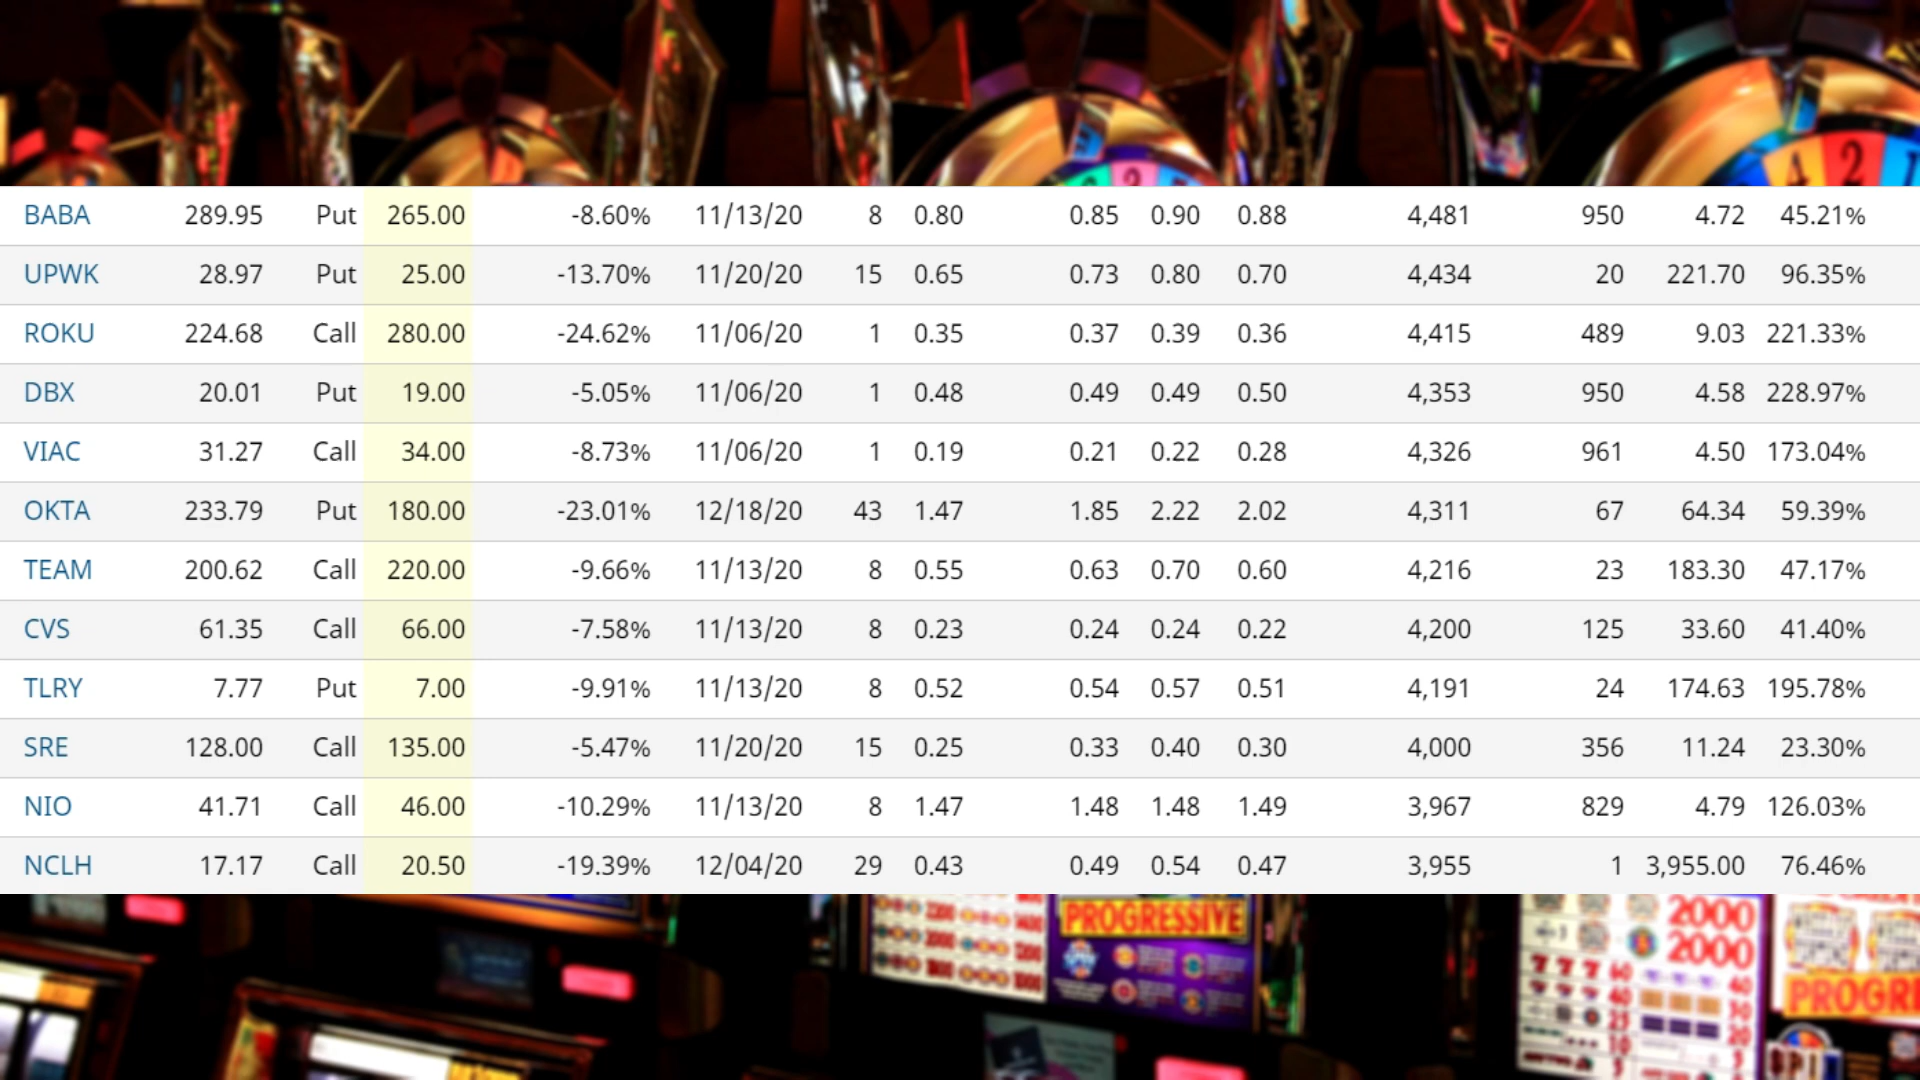 4 2 1
2
BABA 289.95 Put 265.00 -8.60% 11/13/20 8 0.80 0.85 0.90 0.88 4,481 950 4.72 45.21%
UPWK 28.97 Put 25.00 -13.70% 11/20/20 15 0.65 0.73 0.80 0.70 4,434 20 221.70 96.35%
ROKU 224.68 Call 280.00 -24.62% 11/06/20 1 0.35 0.37 0.39 0.36 4,415 489 9.03 221.33%
DBX 20.01 Put 19.00 -5.05% 11/06/20 1 0.48 0.49 0.49 0.50 4,353 950 4.58 228.97%
VIAC 31.27 Call 34.00 -8.73% 11/06/20 1 0.19 0.21 0.22 0.28 4,326 961 4.50 173.04%
OKTA 233.79 Put 180.00 -23.01% 12/18/20 43 1.47 1.85 2.22 2.02 4,311 67 64.34 59.39%
TEAM 200.62 Call 220.00 -9.66% 11/13/20 8 0.55 0.63 0.70 0.60 4,216 23 183.30 47.17%
CVS 61.35 Call 66.00 -7.58% 11/13/20 8 0.23 0.24 0.24 0.22 4,200 125 33.60 41.40%
TLRY 7.77 Put 7.00 -9.91% 11/13/20 8 0.52 0.54 0.57 0.51 4,191 24 174.63 195.78%
SRE 128.00 Call 135.00 -5.47% 11/20/20 15 0.25 0.33 0.40 0.30 4,000 356 11.24 23.30%
NIO 41.71 Call 46.00 -10.29% 11/13/20 8 1.47 1.48 1.48 1.49 3,967 829 4.79 126.03%
NCLH 17.17 Call 20.50 -19.39% 12/04/20 29 0.43 0.49 0.54 0.47 3,955 1 3,955.00 76.46%
PROGRESSIVE
2000
2000
PROGR